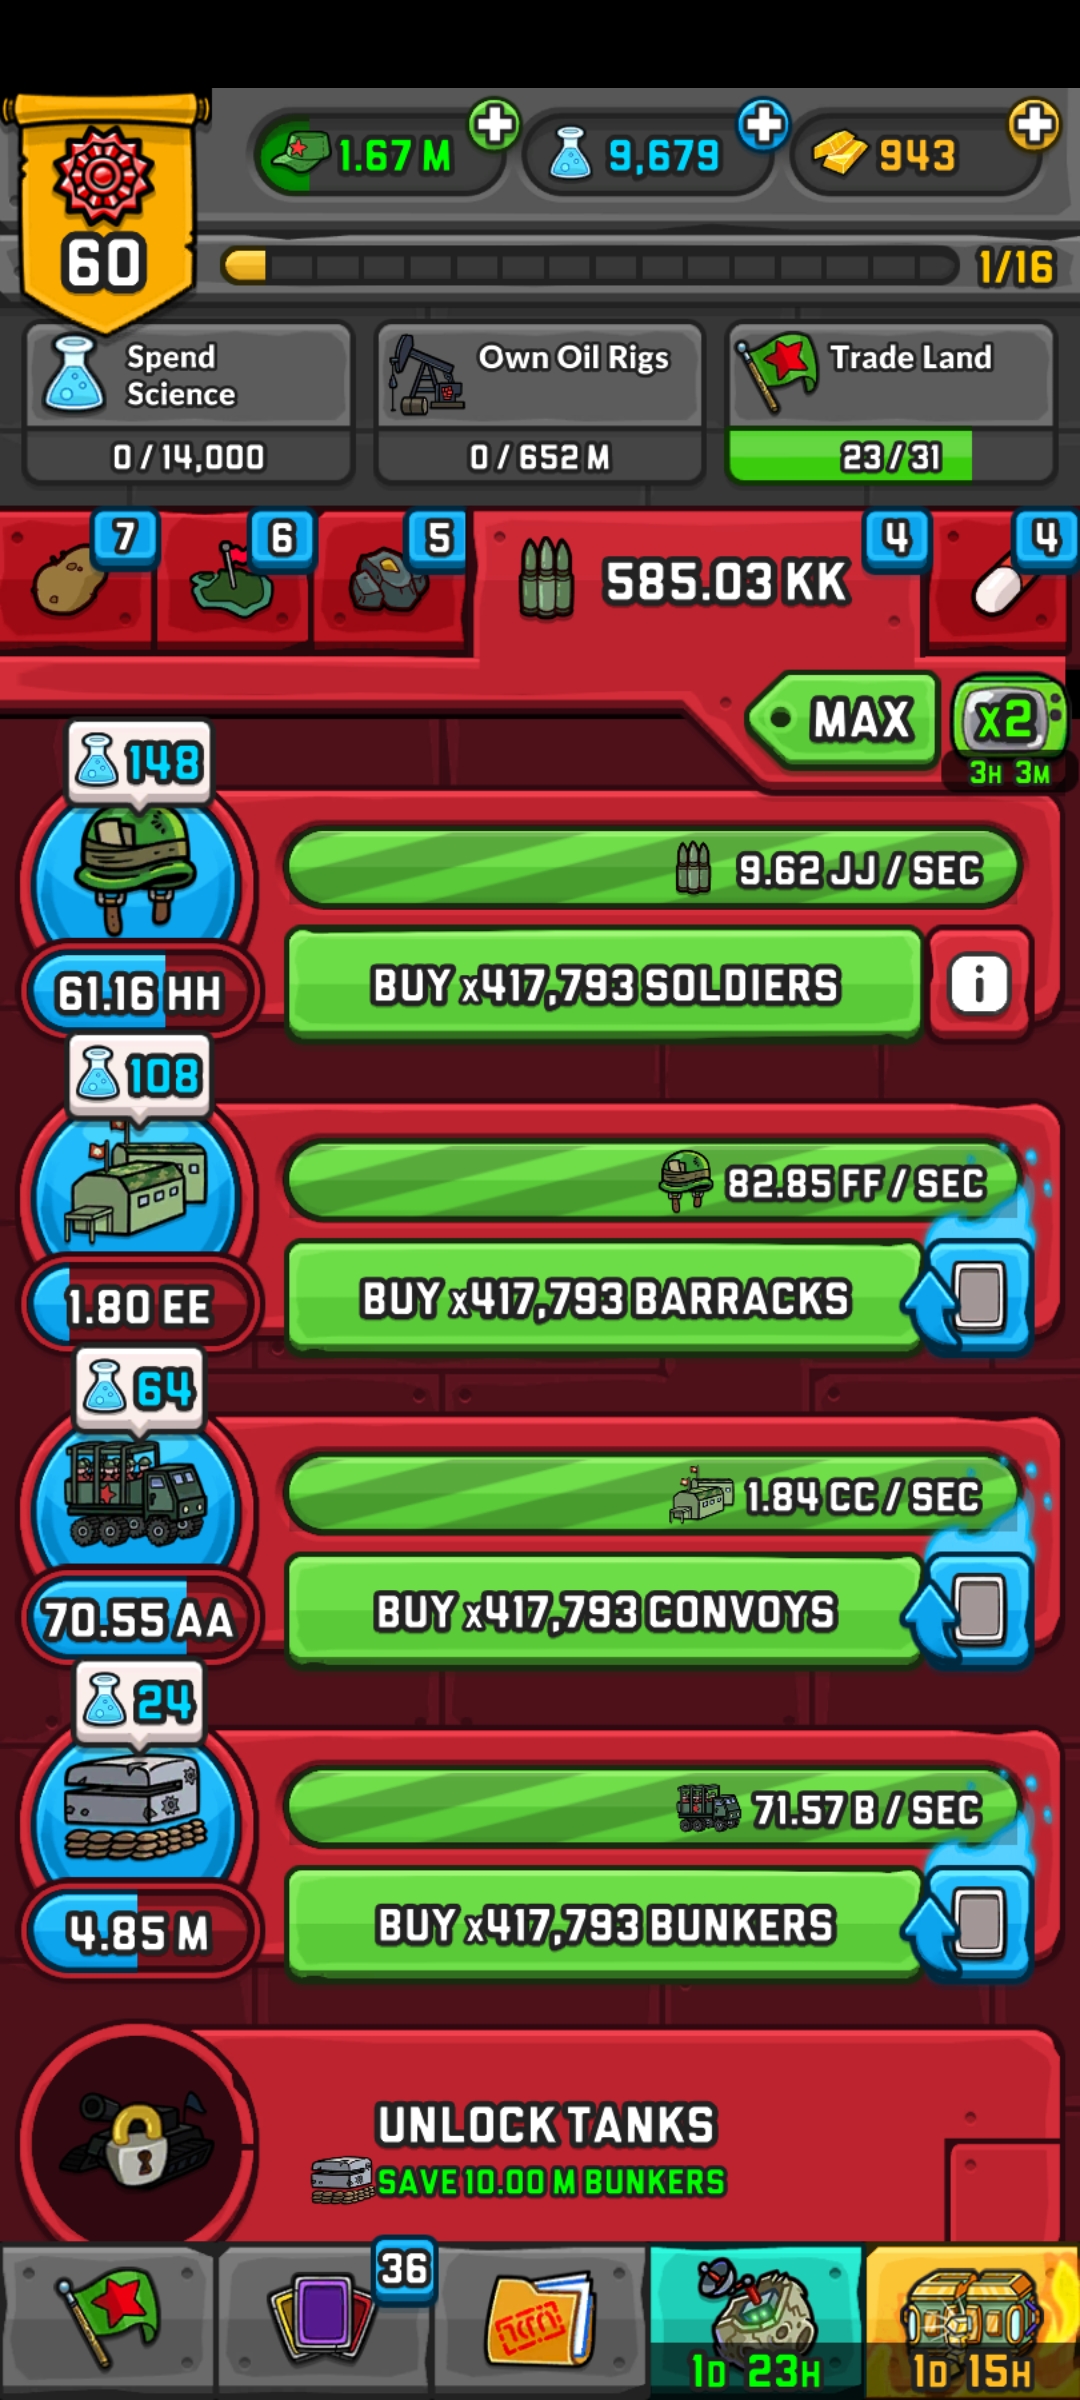 60
1.67 M
9,679
943
1/16
Spend
Science
0/14,000
Own Oil Rigs
0/652 M
Trade Land
23/31
7
6
5
585.03 KK
4
4
MAX
x2
3H 3M
148
9.62 JJ/SEC
61.16 HH
BUY x417,793 SOLDIERS
i
108
82.85 FF/SEC
1.80 EE
BUY x417,793 BARRACKS
64
1.84 CC/SEC
70.55 AA
BUY x417,793 CONVOYS
24
71.57 B/SEC
4.85 M
BUY x417,793 BUNKERS
UNLOCK TANKS
SAVE 10.00 M BUNKERS
36
1D 23H
1D 15H